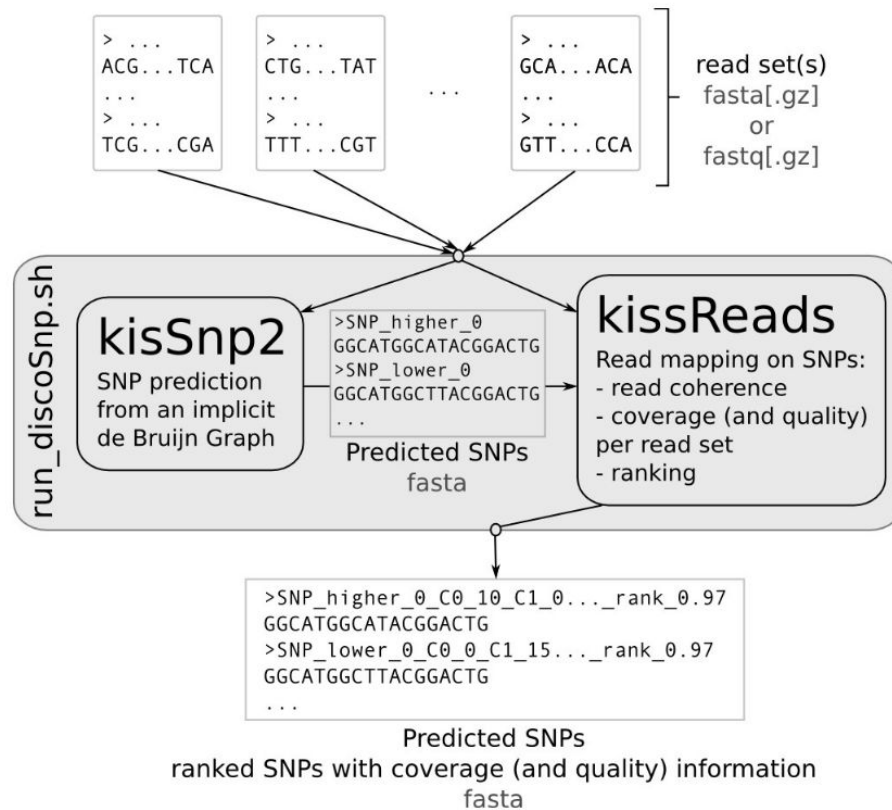 > ...
ACG...TCA
...
> ...
TCG...CGA
> ...
CTG...TAT
...
> ...
TTT...CGT
...
> ...
GCA...ACA
...
> ...
GTT...CCA
read set(s)
fasta[.gz]
or
fastq[.gz]
run_discoSnp.sh
kisSnp2
SNP prediction
from an implicit
de Bruijn Graph
>SNP_higher_0
GGCATGGCATACGGACTG
>SNP_lower_0
GGCATGGCTTACGGACTG
...
Predicted SNPs
fasta
kissReads
Read mapping on SNPs:
- read coherence
- coverage (and quality)
per read set
- ranking
>SNP_higher_0_C0_10_C1_0..._rank_0.97
GGCATGGCATACGGACTG
>SNP_lower_0_C0_0_C1_15..._rank_0.97
GGCATGGCTTACGGACTG
...
Predicted SNPs
ranked SNPs with coverage (and quality) information
fasta